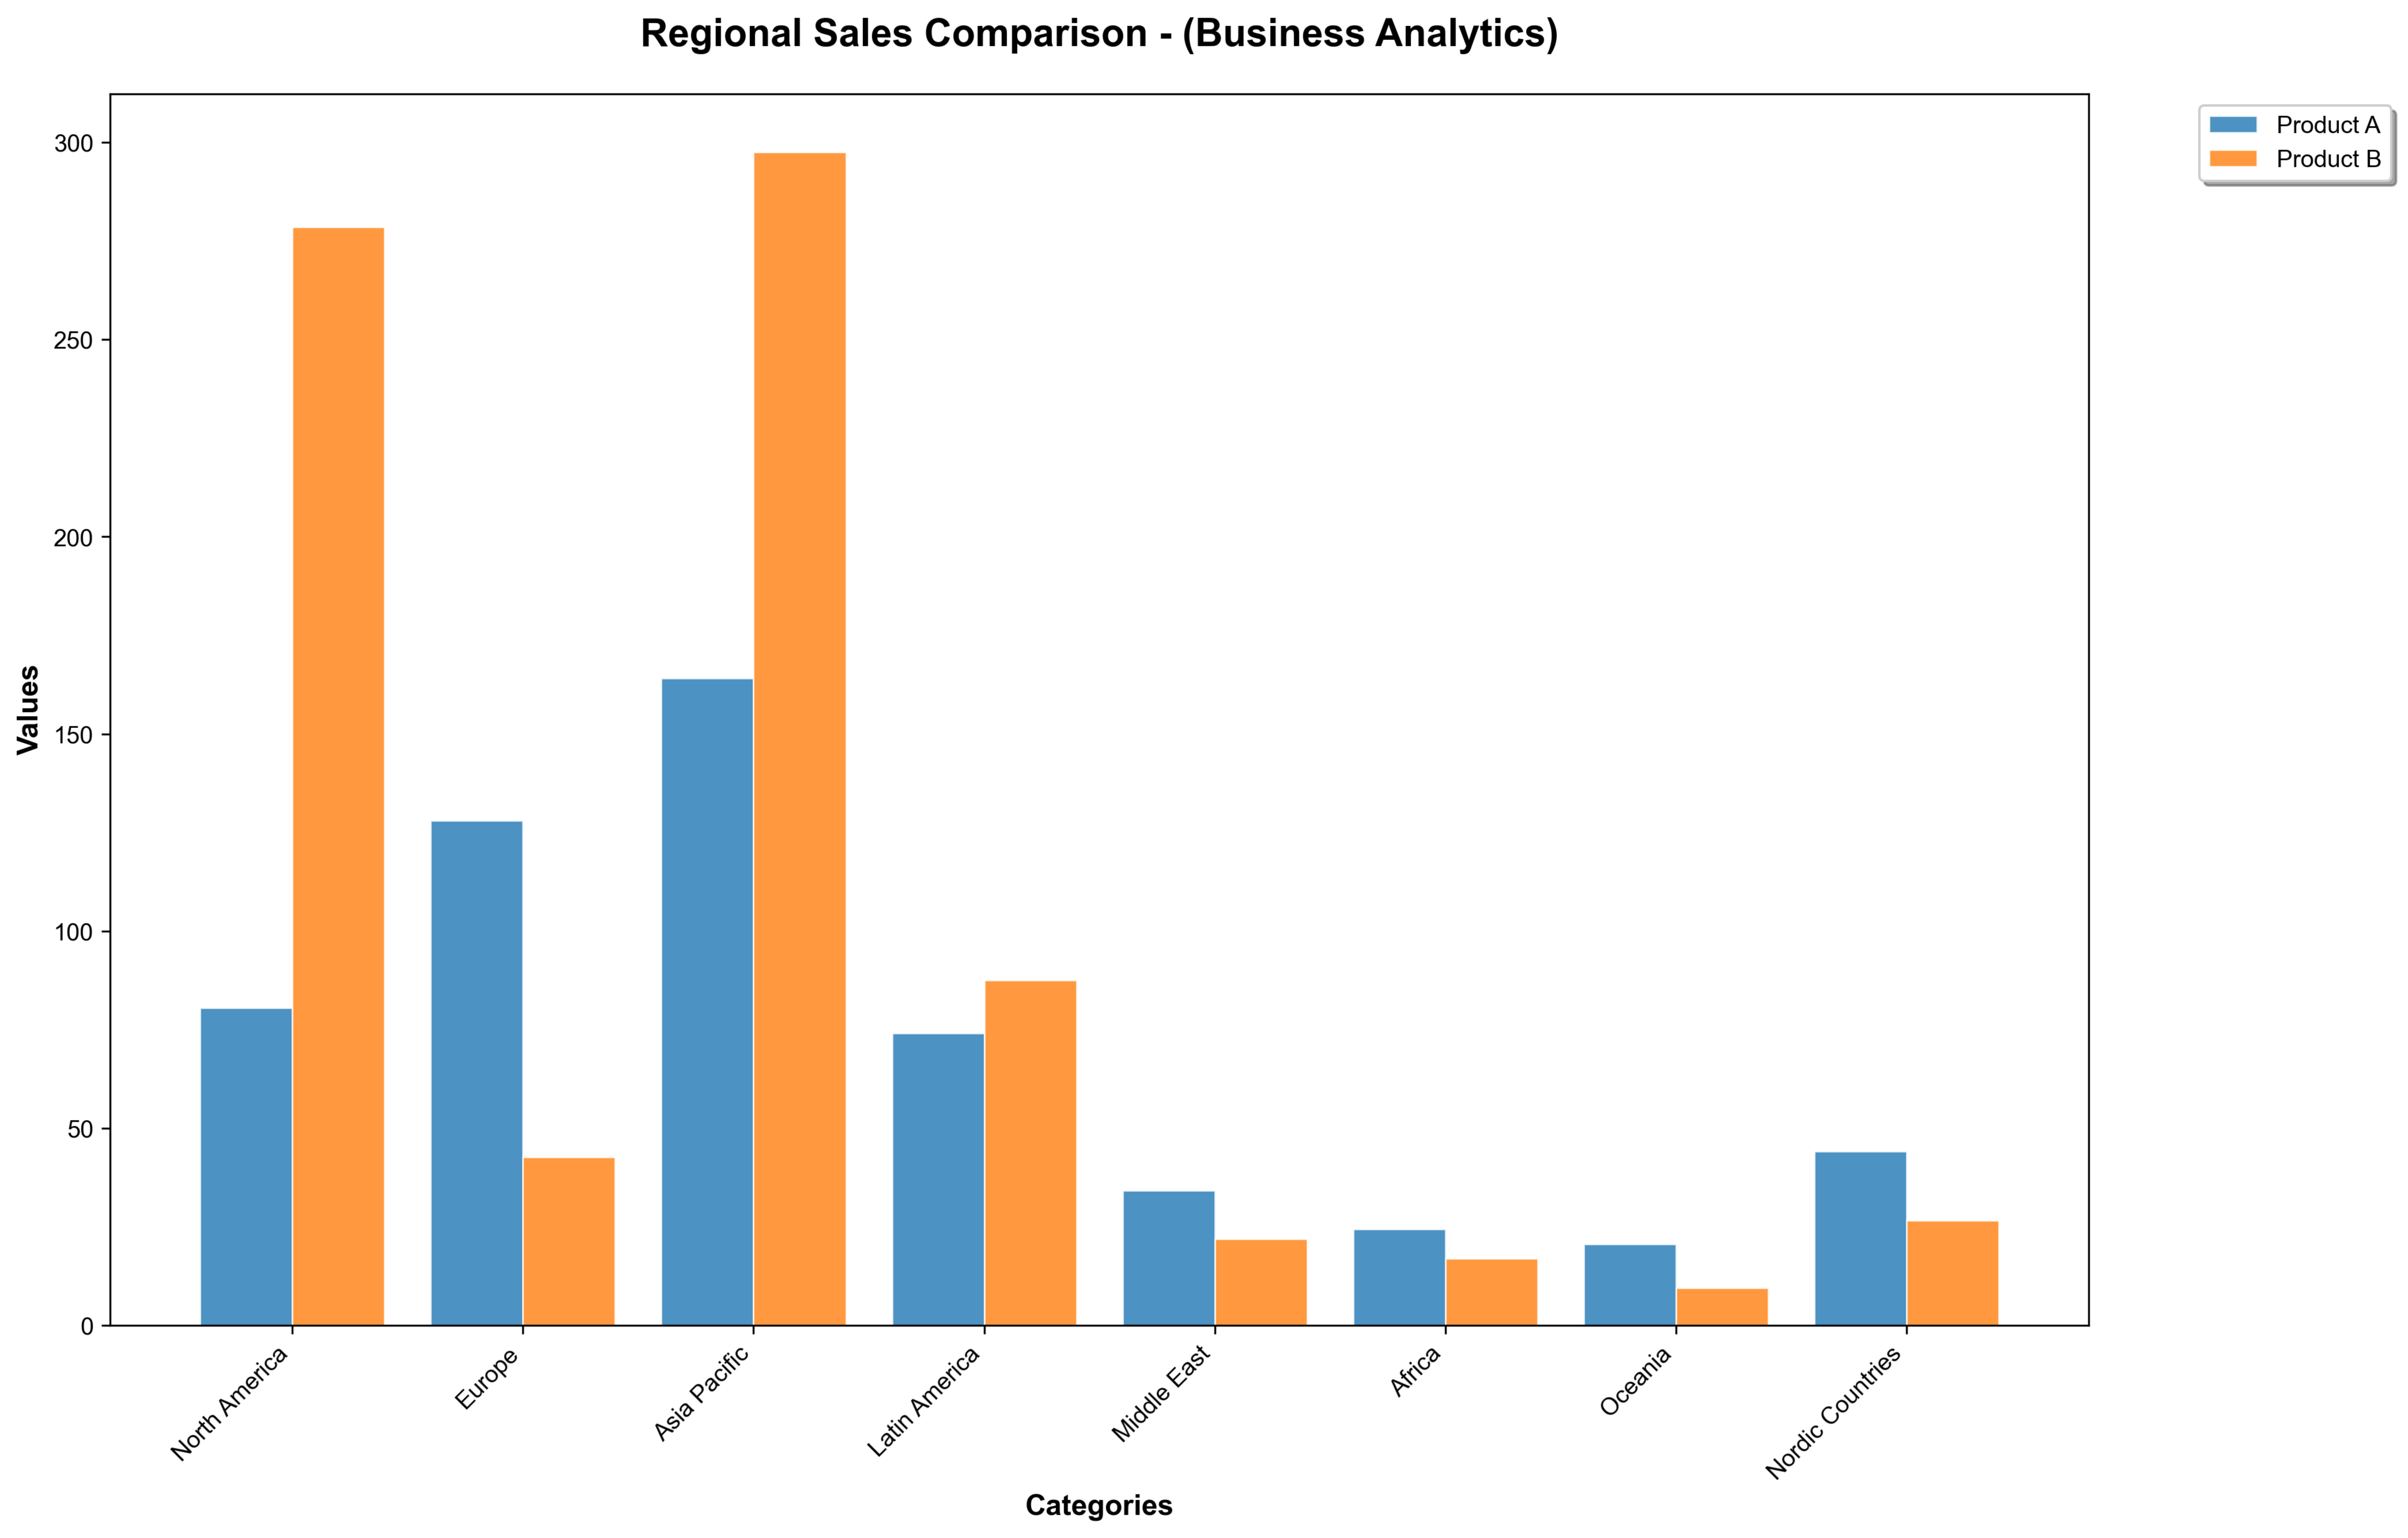 Regional Sales Comparison - (Business Analytics)
Product A
Product B
Values
300
250
200
150
100
50
0
North America
Europe
Asia Pacific
Latin America
Middle East
Africa
Oceania
Nordic Countries
Categories